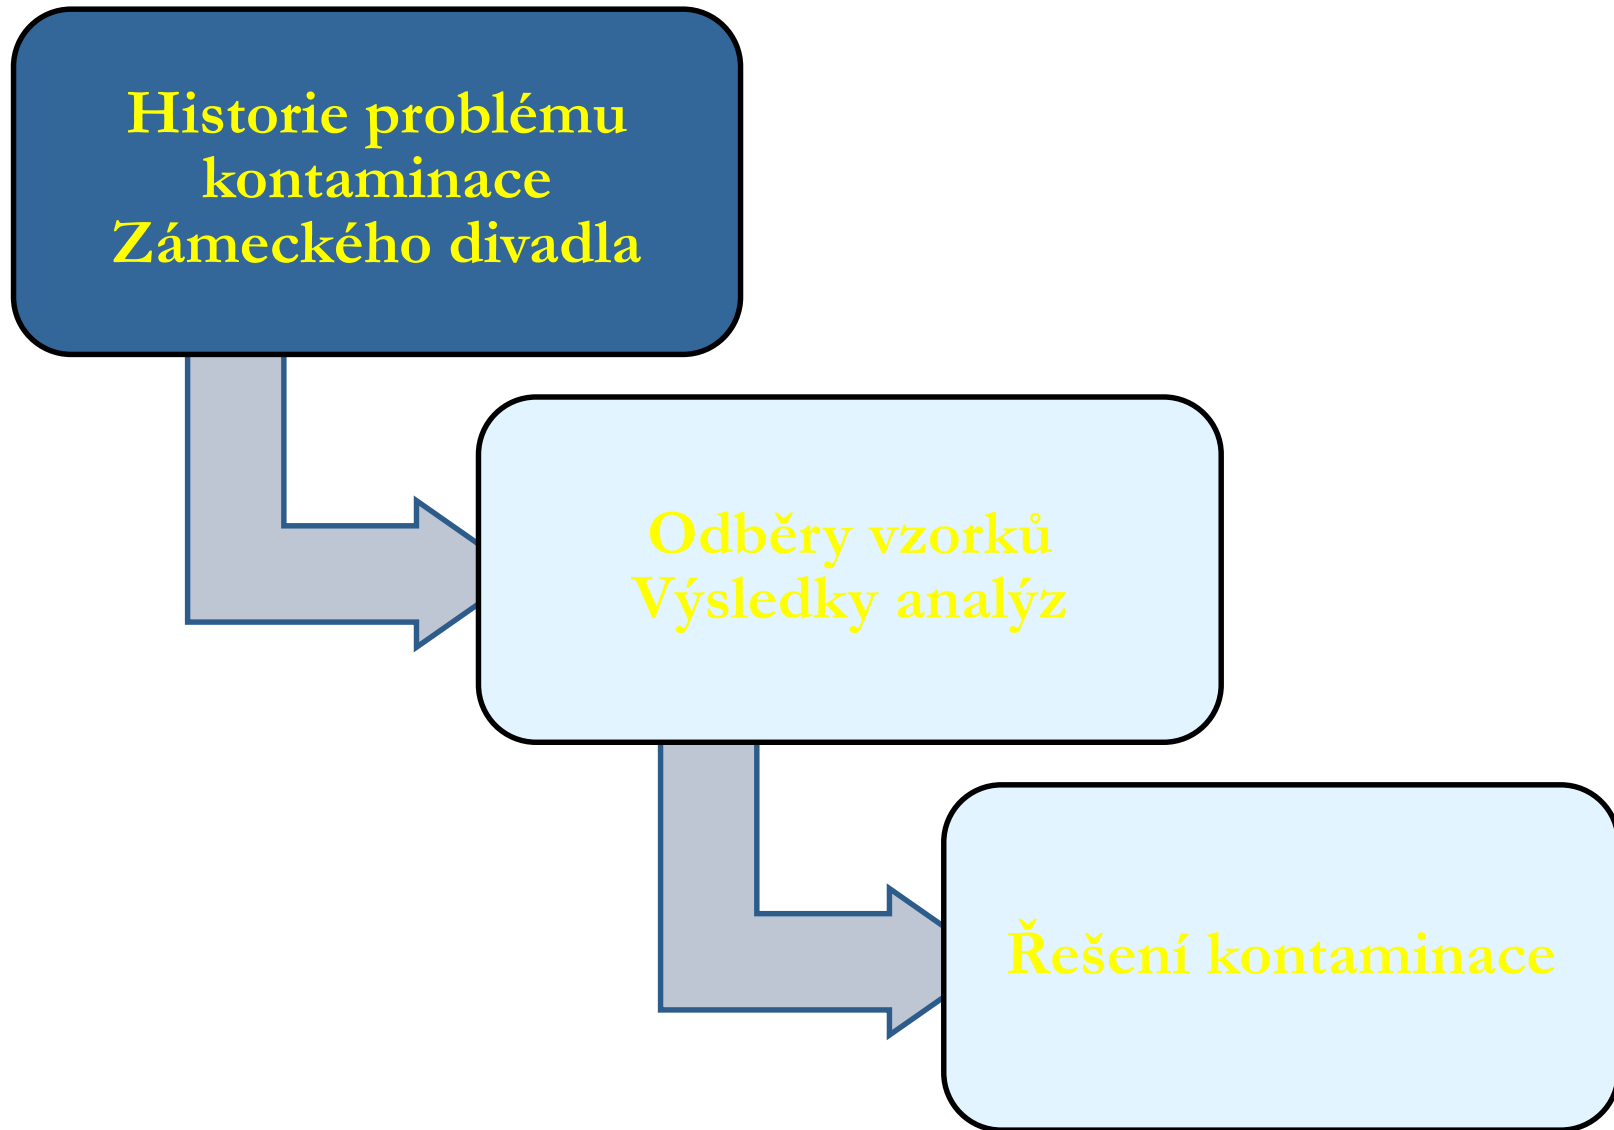 Historie problému
kontaminace
Zámeckého divadla
Odběry vzorků
Výsledky analýz
Řešení kontaminace